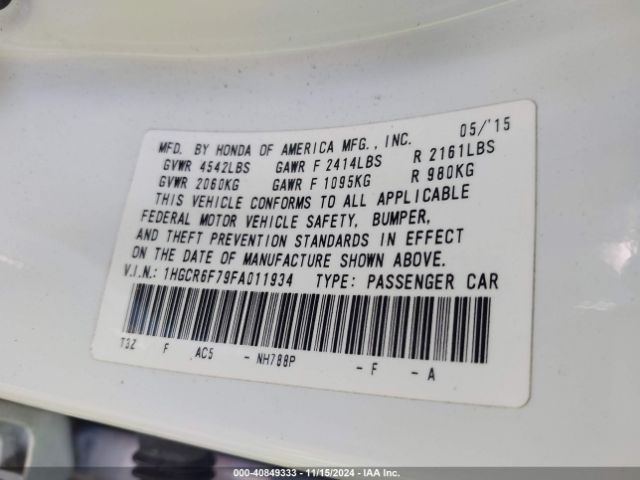 05/'15
MFD. BY HONDA OF AMERICA MFG., INC.
GVWR 4542LBS GAWR F 2414LBS R 2161LBS
GVWR 2060KG GAWR F 1095KG R 980KG
THIS VEHICLE CONFORMS TO ALL APPLICABLE
FEDERAL MOTOR VEHICLE SAFETY, BUMPER,
AND THEFT PREVENTION STANDARDS IN EFFECT
ON THE DATE OF MANUFACTURE SHOWN ABOVE.
V.I.N.: 1HGCR6F79FA011934 TYPE: PASSENGER CAR
T3Z F AC5 - NH788P - F - A
000-40849333 - 11/15/2024 - IAA Inc.